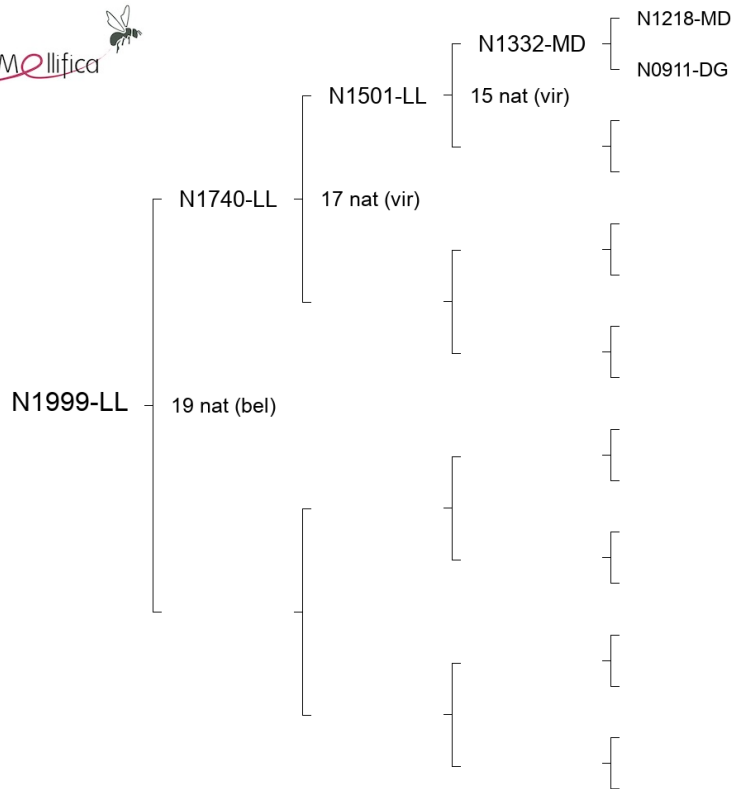 Mellifica
N1218-MD
N1332-MD
N0911-DG
N1501-LL
15 nat (vir)
N1740-LL
17 nat (vir)
N1999-LL
19 nat (bel)